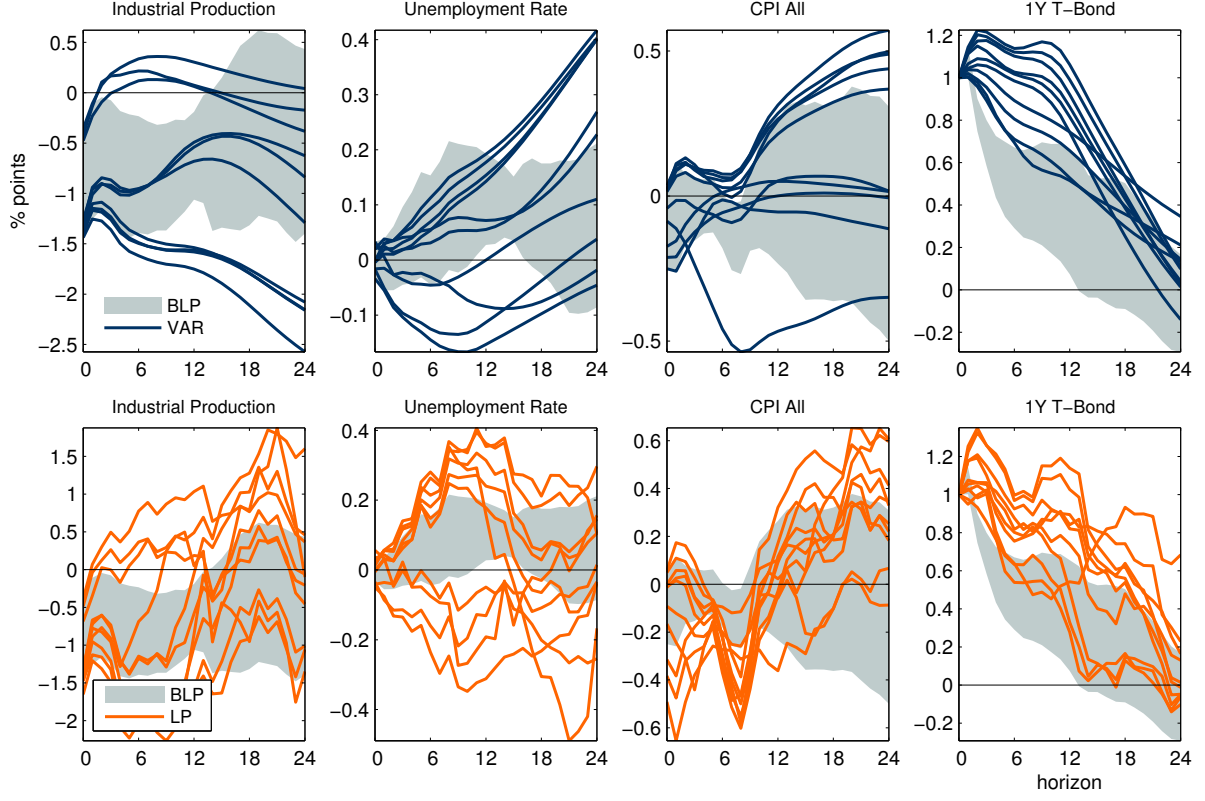 Industrial Production Unemployment Rate CPI All 1Y T−Bond
0.5 0.4 0.5 1.2
0 0.3 1
−0.5 0.2 0.8
% points −1 0.1 0 0.6
−1.5 0 0.4
−2 −0.1 0.2
−2.5 −0.5 0
−0.2
BLP
VAR
0 6 12 18 24 0 6 12 18 24 0 6 12 18 24 0 6 12 18 24
Industrial Production Unemployment Rate CPI All 1Y T−Bond
1.5 0.4 0.6 1.2
1 0.2 0.4 1
0.5 0 0.2 0.8
0 −0.2 0 0.6
−0.5 −0.4 −0.2 0.4
−1 −0.4 0.2
−1.5 −0.6 0
−2 −0.2
BLP
LP
0 6 12 18 24 0 6 12 18 24 0 6 12 18 24 0 6 12 18 24
horizon